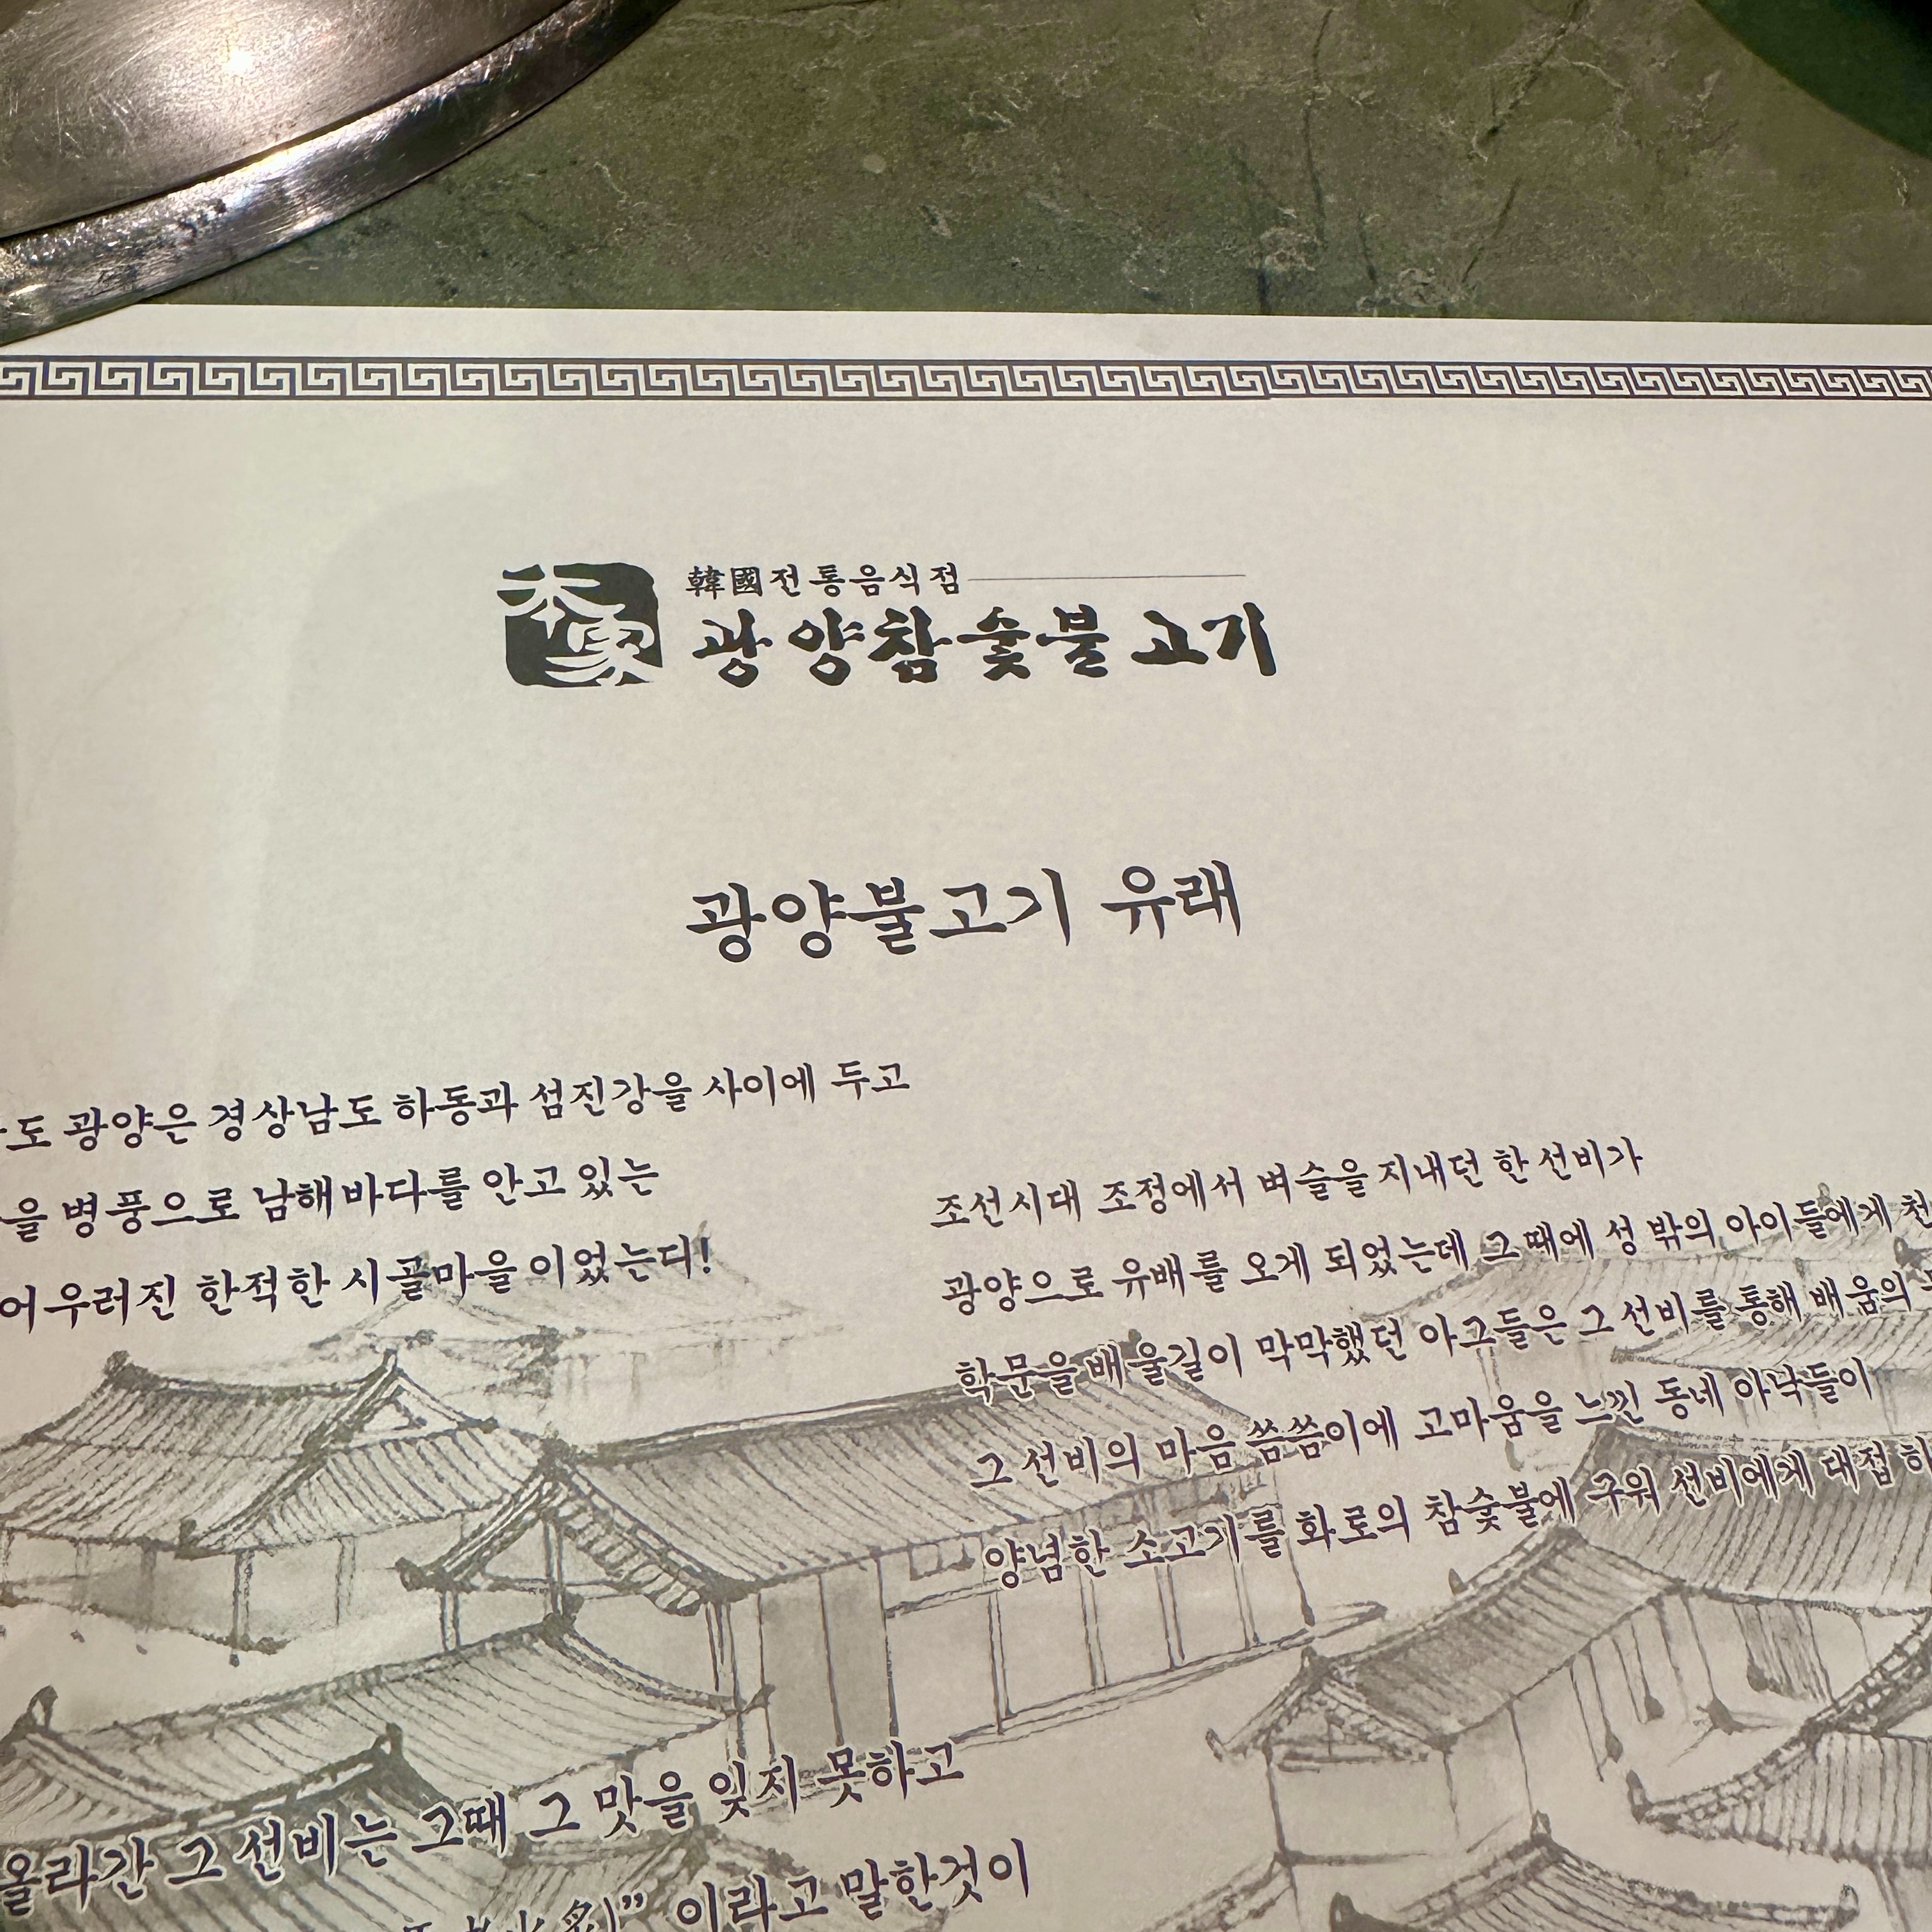 韓國전통음식점
광양참숯불고기
광양불고기 유래
도 광양은 경상남도 하동과 섬진강을 사이에 두고
을 병풍으로 남해바다를 안고 있는
어우러진 한적한 시골마을 이었는디!
조선시대 조정에서 벼슬을 지내던 한 선비가
광양으로 유배를 오게 되었는데 그때에 성 밖의 아이들에게 천
학문을 배울길이 막막했던 아그들은 그 선비를 통해 배움의
그 선비의 마음 씀씀이에 고마움을 느낀 동네 아낙들이
양념한 소고기를 화로의 참숯불에 구워 선비에게 대접 하
올라간 그 선비는 그때 그 맛을 잊지 못하고
” 이라고 말한것이